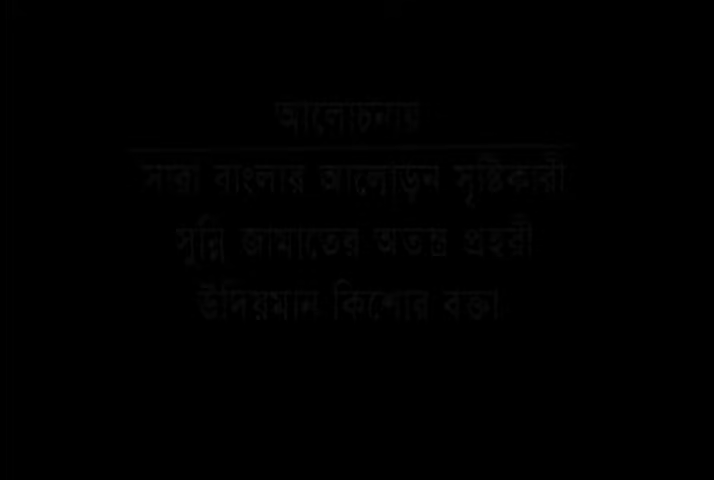 আলোচনায়
সারা বাংলার আলোড়ন সৃষ্টিকারী
সুন্নি জামাতের অতন্ত্র প্রহরী
উদিয়মান কিশোর বক্তা